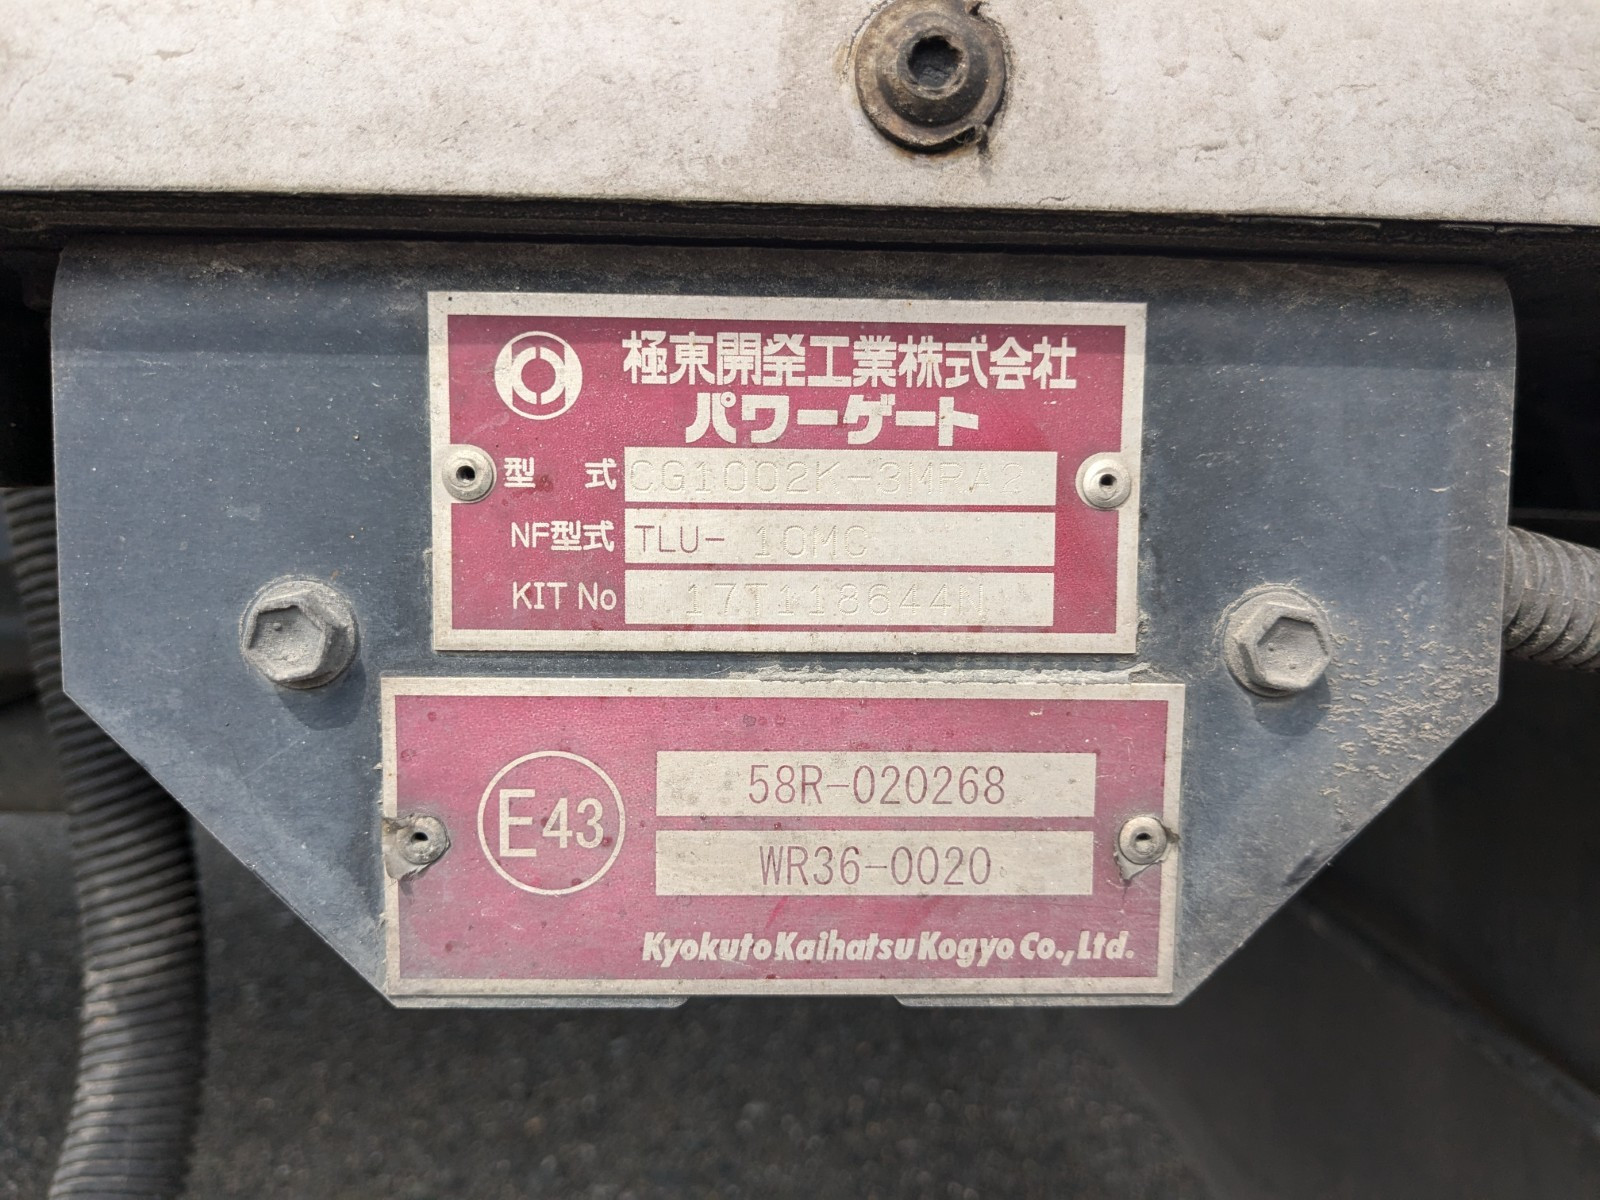 極東開発工業株式会社
パワーゲート
型 式 CG1002K-3MPA2
NF型式 TLU- 10MG
KIT No 17T118644N
E43
58R-020268
WR36-0020
Kyokuto Kaihatsu Kogyo Co., Ltd.